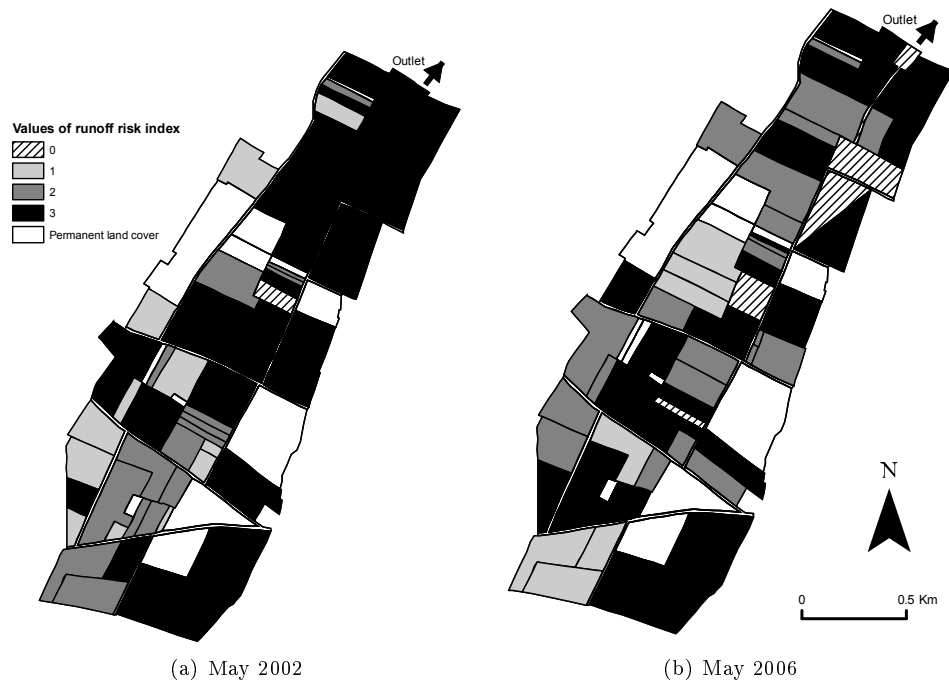 Outlet
Outlet
Values of runoff risk index
0
1
2
3
Permanent land cover
N
0 0.5 Km
(a) May 2002
(b) May 2006